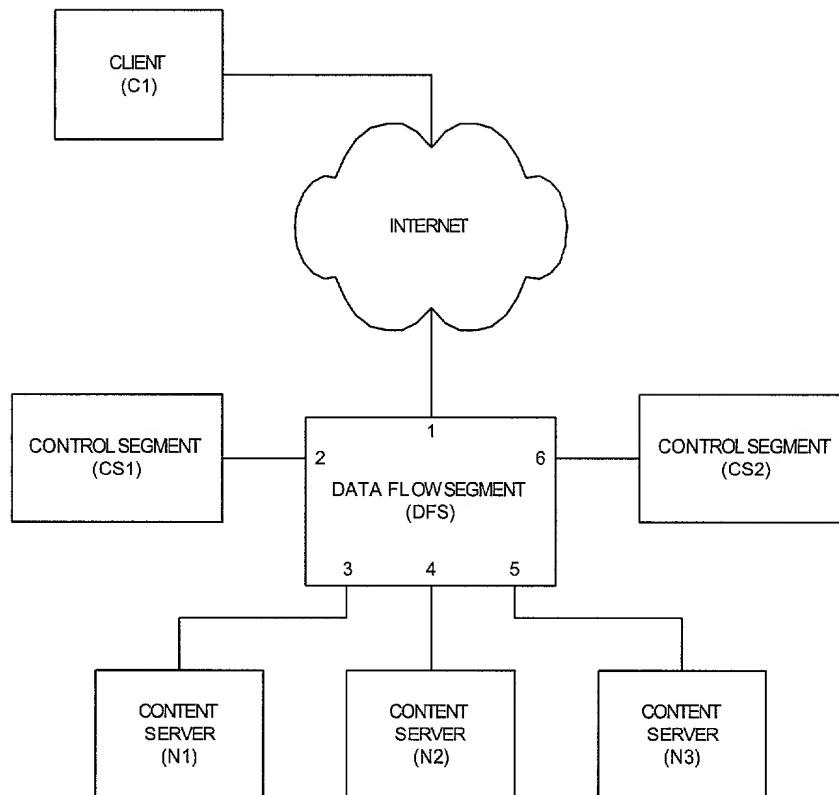 CLIENT
(C1)
INTERNET
1
CONTROL SEGMENT
(CS1)
2
6
DATA FLOW SEGMENT
(DFS)
CONTROL SEGMENT
(CS2)
3
4
5
CONTENT
SERVER
(N1)
CONTENT
SERVER
(N2)
CONTENT
SERVER
(N3)